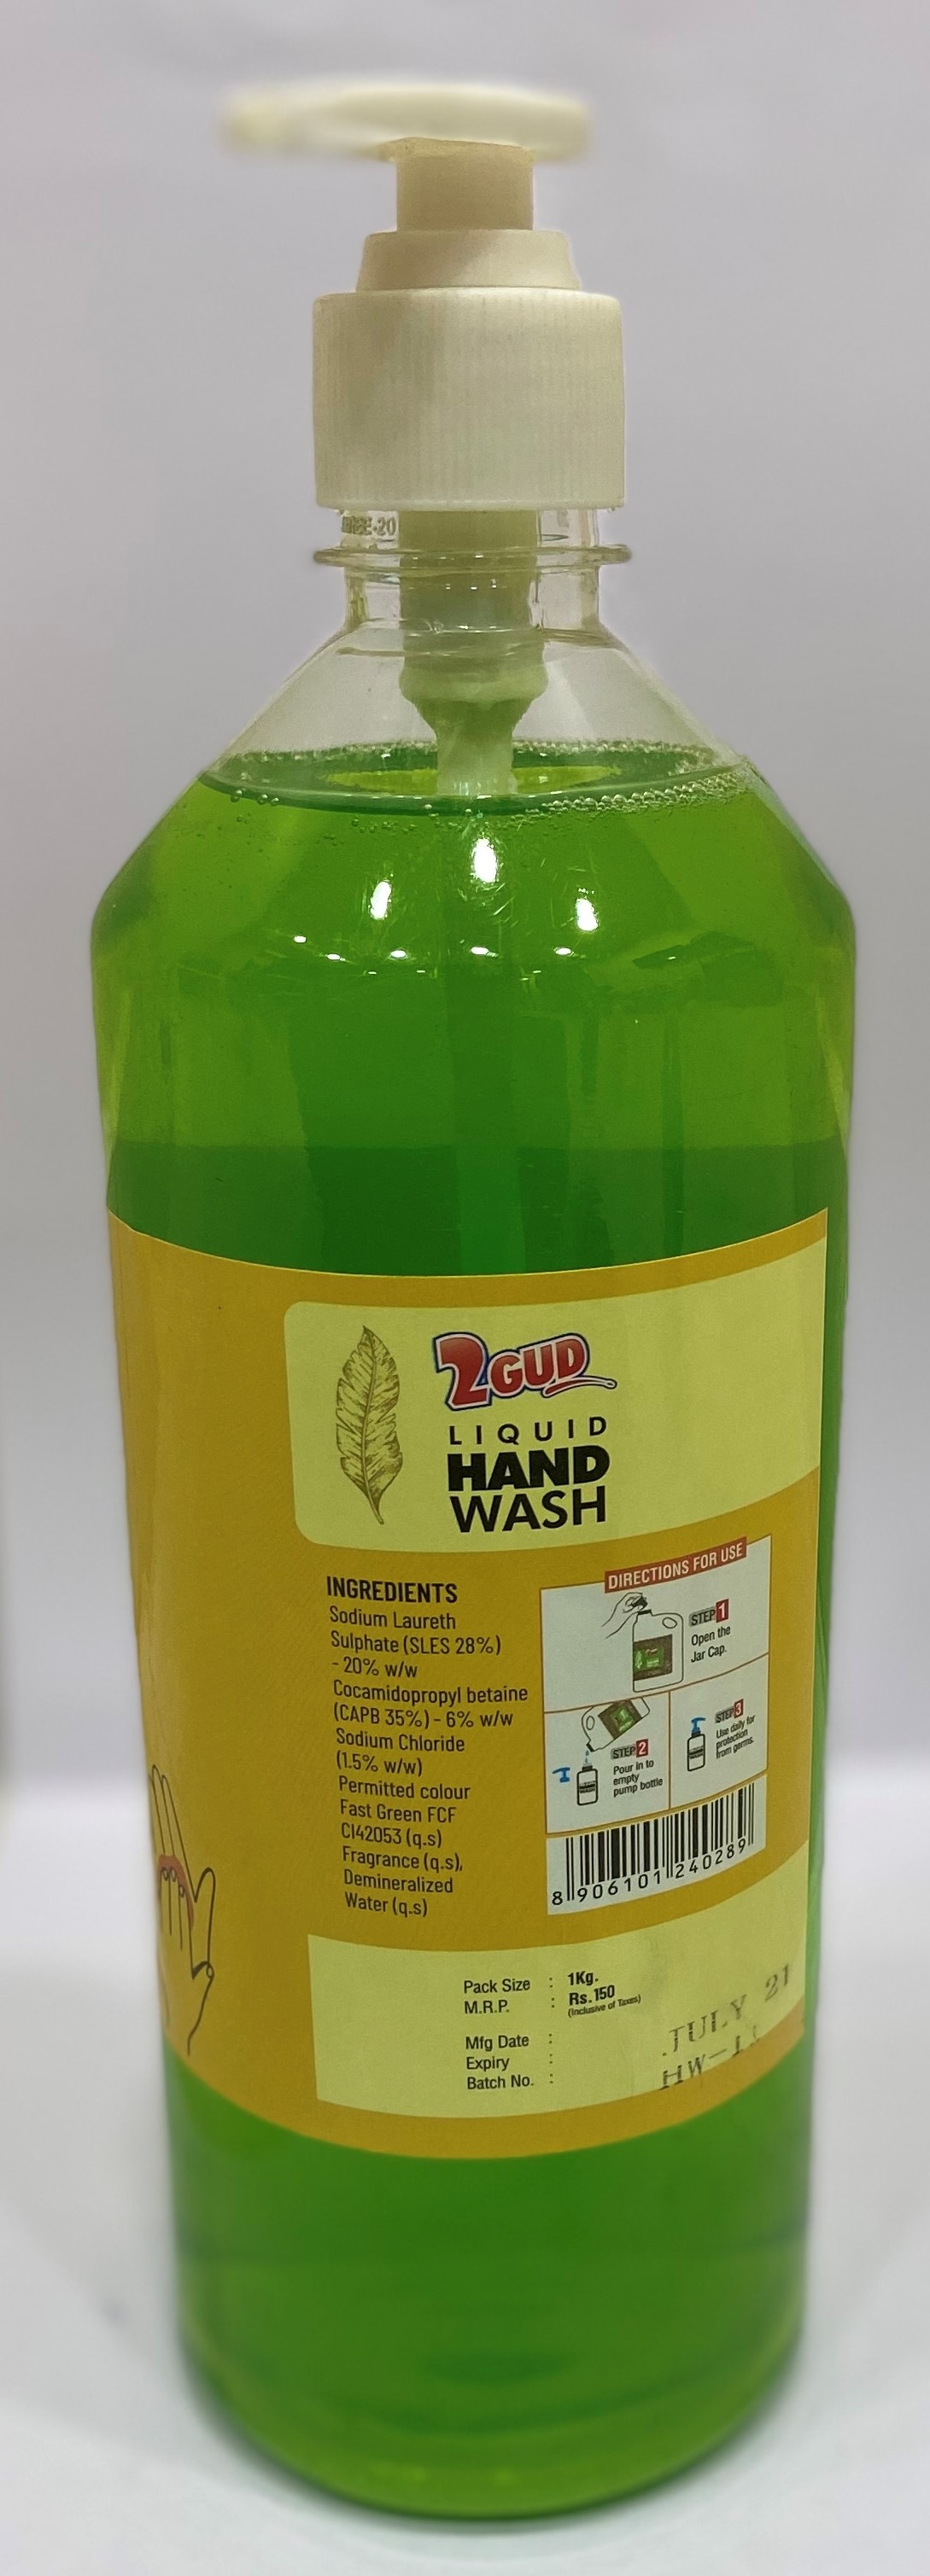 2GUD
LIQUID
HAND
WASH
INGREDIENTS
Sodium Laureth
Sulphate (SLES 28%)
- 20% w/w
Cocamidopropyl betaine
(CAPB 35%) - 6% w/w
Sodium Chloride
(1.5% w/w)
Permitted colour
Fast Green FCF
CI42053 (q.s)
Fragrance (q.s),
Demineralized
Water (q.s)
DIRECTIONS FOR USE
STEP 1
Open the
Jar Cap.
STEP 2
Pour in to
empty
pump bottle
STEP 3
Use daily for
protection
from germs.
8 906101 240289
Pack Size : 1Kg.
M.R.P. : Rs.150
(Inclusive of Taxes)
Mfg Date :
Expiry :
Batch No. :
JULY 21